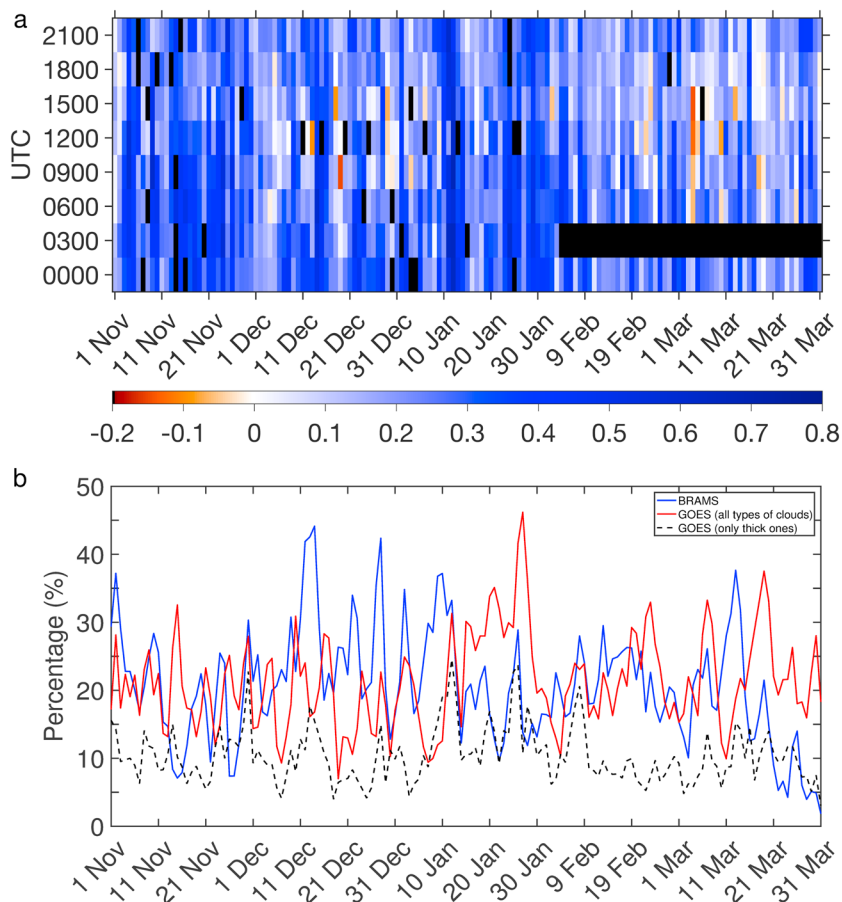 a
2100
1800
1500
1200
0900
0600
0300
0000
UTC
1 Nov 11 Nov 21 Nov 1 Dec 11 Dec 21 Dec 31 Dec 10 Jan 20 Jan 30 Jan 9 Feb 19 Feb 1 Mar 11 Mar 21 Mar 31 Mar
-0.2 -0.1 0 0.1 0.2 0.3 0.4 0.5 0.6 0.7 0.8
b
50
40
30
20
10
0
Percentage (%)
BRAMS
GOES (all types of clouds)
GOES (only thick ones)
1 Nov 11 Nov 21 Nov 1 Dec 11 Dec 21 Dec 31 Dec 10 Jan 20 Jan 30 Jan 9 Feb 19 Feb 1 Mar 11 Mar 21 Mar 31 Mar